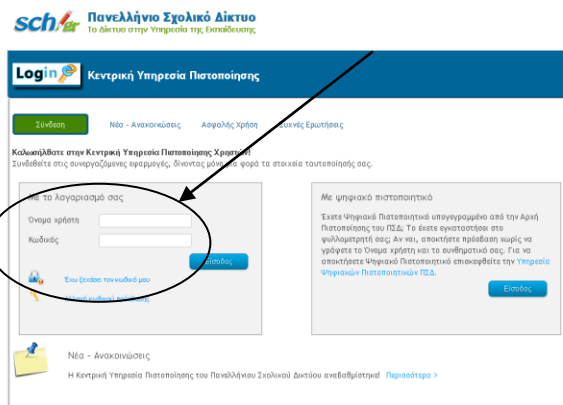 sch.gr Πανελλήνιο Σχολικό Δίκτυο
Το Δίκτυο στην Υπηρεσία της Εκπαίδευσης
Login Κεντρική Υπηρεσία Πιστοποίησης
Σύνδεση Νέα - Ανακοινώσεις Ασφαλής Χρήση Συχνές Ερωτήσεις
Καλωσήλθατε στην Κεντρική Υπηρεσία Πιστοποίησης Χρηστών!
Συνδεθείτε στις συνεργαζόμενες εφαρμογές, δίνοντας μόνο μια φορά τα στοιχεία ταυτοποίησής σας.
Με το λογαριασμό σας
Όνομα χρήστη
Κωδικός
Είσοδος
Έχω ξεχάσει τον κωδικό μου
Αλλαγή κωδικού πρόσβασης
Με ψηφιακό πιστοποιητικό
Έχετε Ψηφιακό Πιστοποιητικό υπογεγραμμένο από την Αρχή
Πιστοποίησης του ΠΣΔ; Το έχετε εγκαταστήσει στο
φυλλομετρητή σας; Αν ναι, αποκτήστε πρόσβαση χωρίς να
γράφετε το Όνομα χρήστη και το συνθηματικό σας. Για να
αποκτήσετε Ψηφιακό Πιστοποιητικό επισκεφθείτε την Υπηρεσία
Ψηφιακών Πιστοποιητικών ΠΣΔ.
Είσοδος
Νέα - Ανακοινώσεις
Η Κεντρική Υπηρεσία Πιστοποίησης του Πανελλήνιου Σχολικού Δικτύου αναβαθμίστηκε! Περισσότερα >